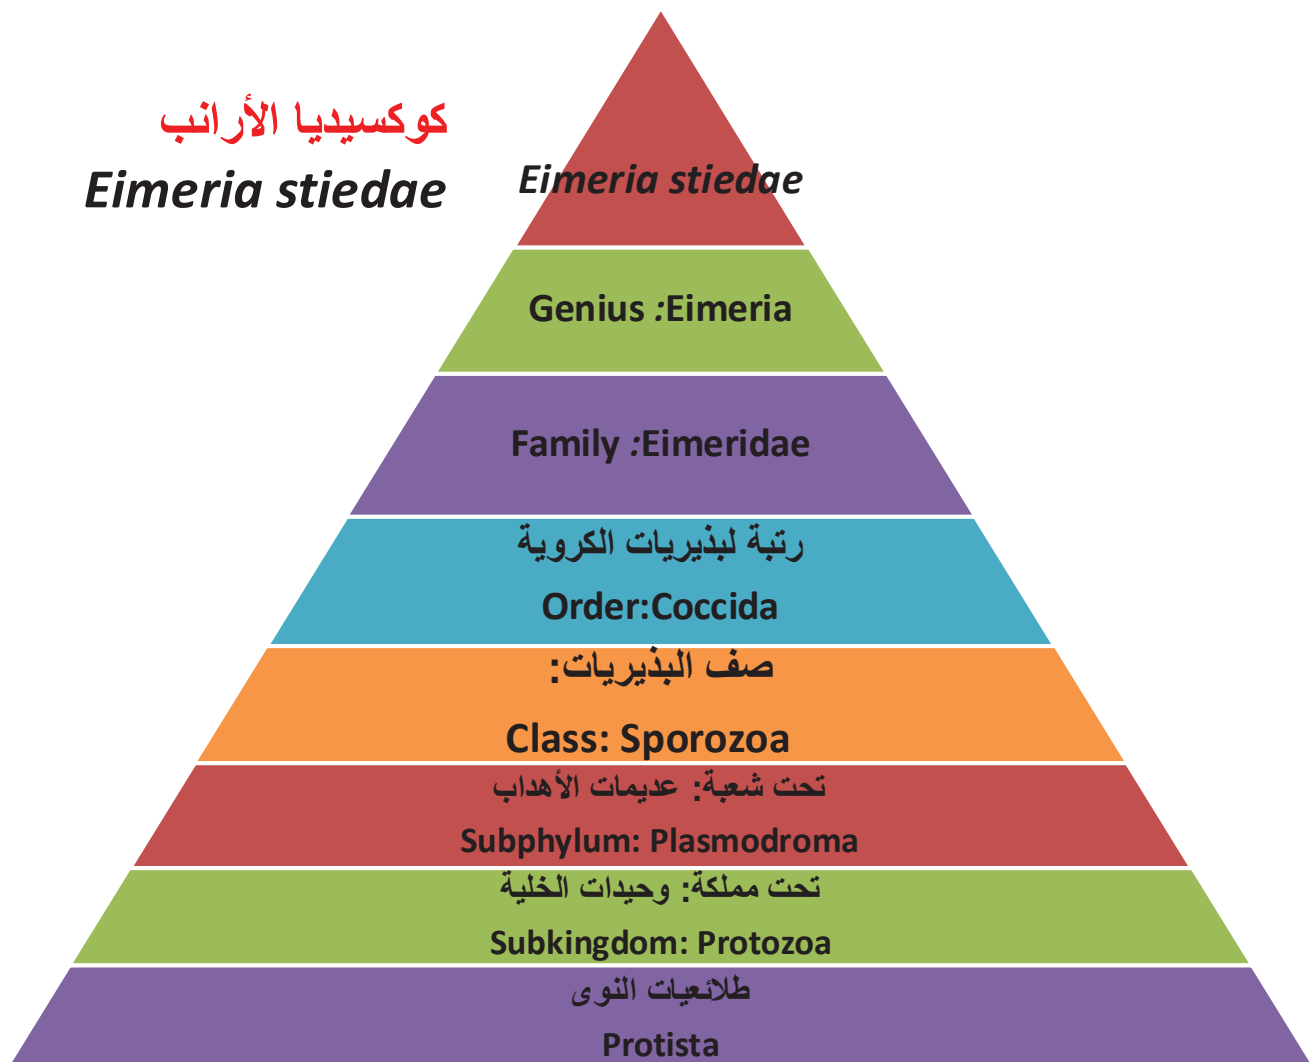 كوكسيديا الأرانب
Eimeria stiedae
Eimeria stiedae
Genius :Eimeria
Family :Eimeridae
رتبة لبذيريات الكروية
Order:Coccida
صف البذيريات:
Class: Sporozoa
تحت شعبة: عديمات الأهداب
Subphylum: Plasmodroma
تحت مملكة: وحيدات الخلية
Subkingdom: Protozoa
طلائعيات النوى
Protista